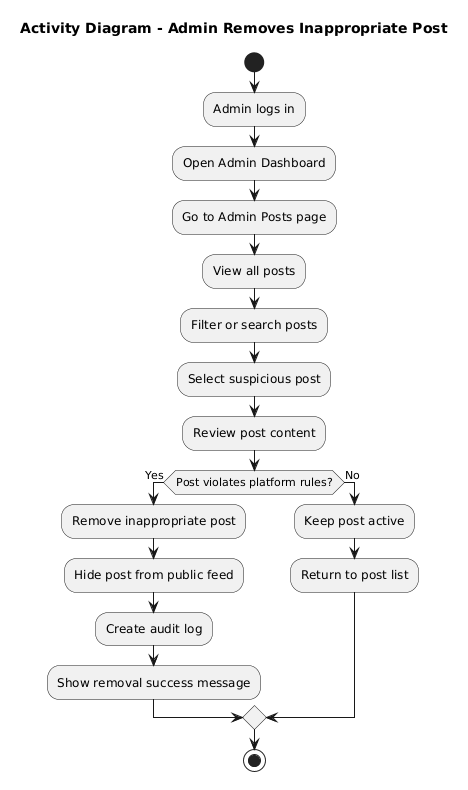 Activity Diagram - Admin Removes Inappropriate Post
Admin logs in
Open Admin Dashboard
Go to Admin Posts page
View all posts
Filter or search posts
Select suspicious post
Review post content
Post violates platform rules?
Yes
No
Remove inappropriate post
Hide post from public feed
Create audit log
Show removal success message
Keep post active
Return to post list